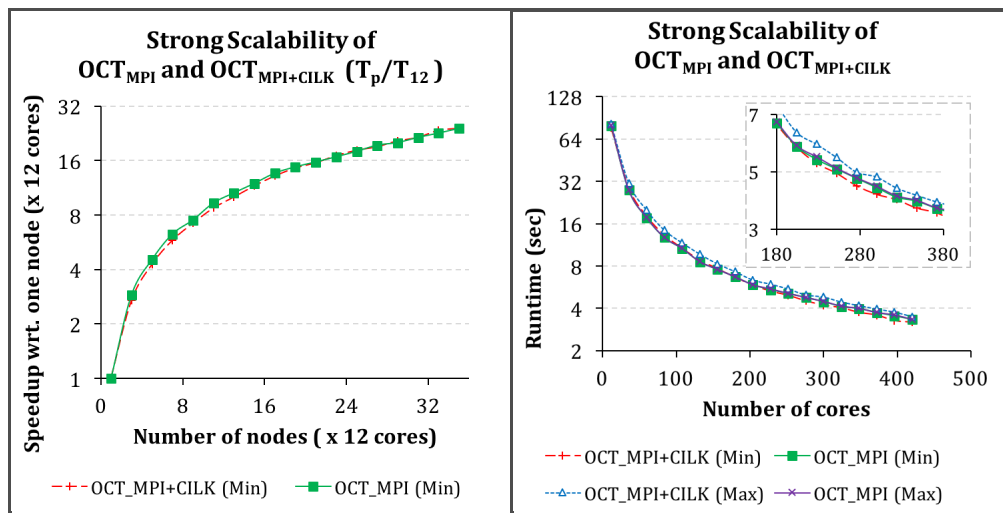 Strong Scalability of
OCTMPI and OCTMPI+CILK (Tp/T12)
Speedup wrt. one node (x 12 cores)
32
16
8
4
2
1
0
8
16
24
32
Number of nodes ( x 12 cores)
OCT_MPI+CILK (Min)
OCT_MPI (Min)
Strong Scalability of
OCTMPI and OCTMPI+CILK
Runtime (sec)
128
64
32
16
8
4
2
7
5
3
180
280
380
0
100
200
300
400
500
Number of cores
OCT_MPI+CILK (Min)
OCT_MPI (Min)
OCT_MPI+CILK (Max)
OCT_MPI (Max)